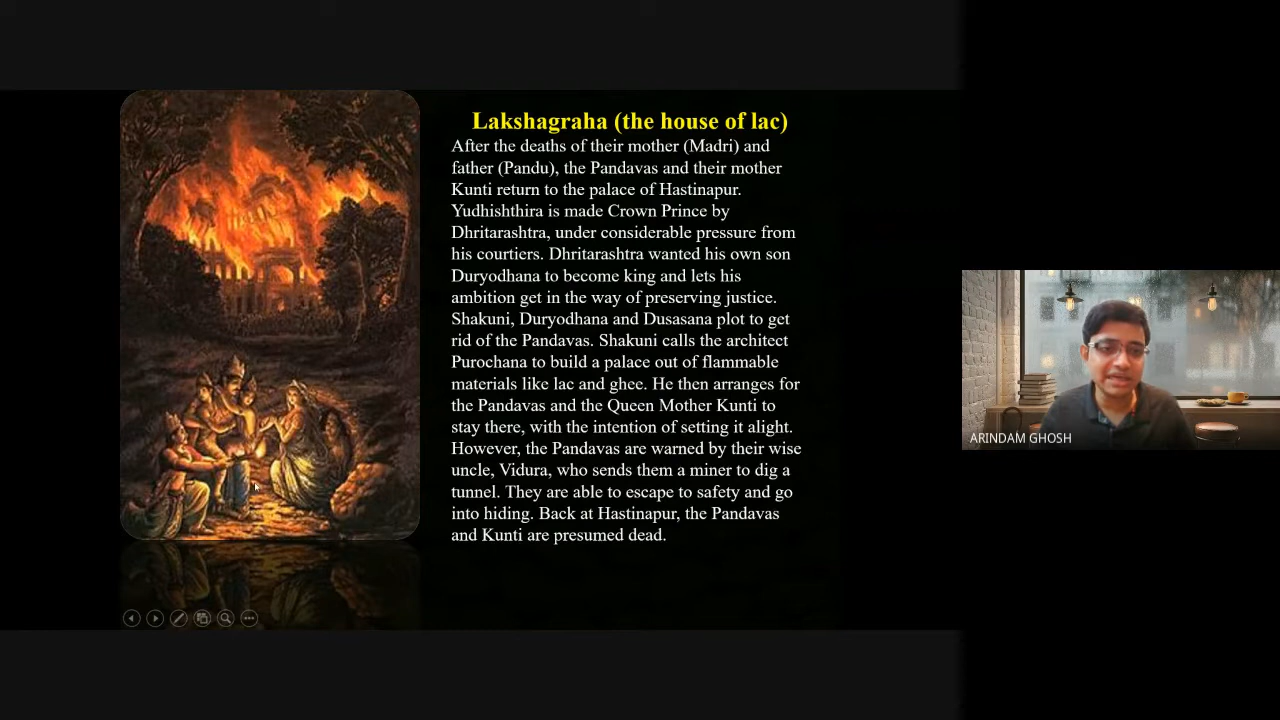 Lakshagraha (the house of lac)
After the deaths of their mother (Madri) and
father (Pandu), the Pandavas and their mother
Kunti return to the palace of Hastinapur.
Yudhishthira is made Crown Prince by
Dhritarashtra, under considerable pressure from
his courtiers. Dhritarashtra wanted his own son
Duryodhana to become king and lets his
ambition get in the way of preserving justice.
Shakuni, Duryodhana and Dusasana plot to get
rid of the Pandavas. Shakuni calls the architect
Purochana to build a palace out of flammable
materials like lac and ghee. He then arranges for
the Pandavas and the Queen Mother Kunti to
stay there, with the intention of setting it alight.
However, the Pandavas are warned by their wise
uncle, Vidura, who sends them a miner to dig a
tunnel. They are able to escape to safety and go
into hiding. Back at Hastinapur, the Pandavas
and Kunti are presumed dead.
ARINDAM GHOSH